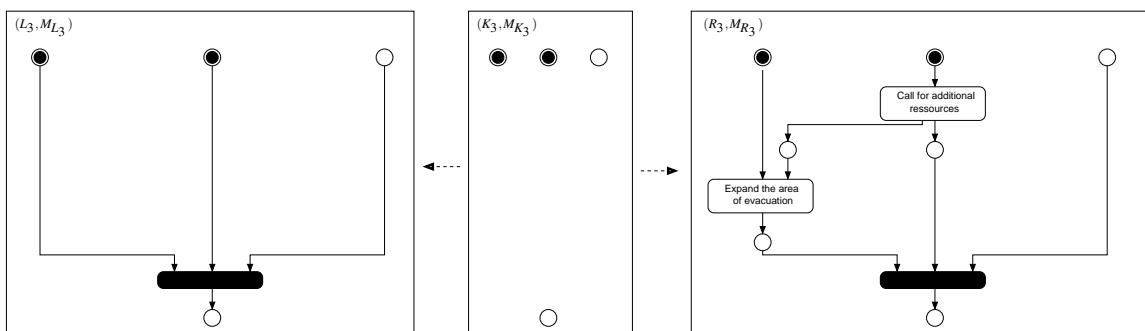 (L3, ML3)
(K3, MK3)
(R3, MR3)
Call for additional
ressources
Expand the area
of evacuation